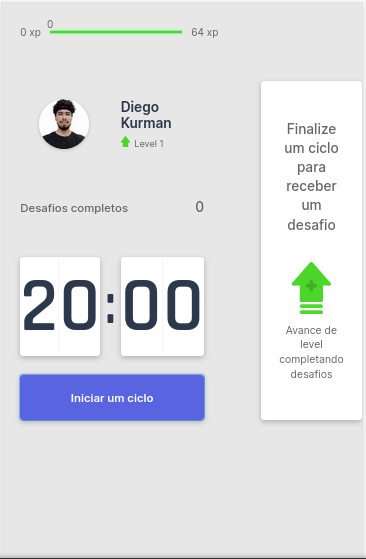 0
0 xp
64 xp
Diego
Kurman
Level 1
Desafios completos
0
20:00
Iniciar um ciclo
Finalize
um ciclo
para
receber
um
desafio
Avance de
level
completando
desafios